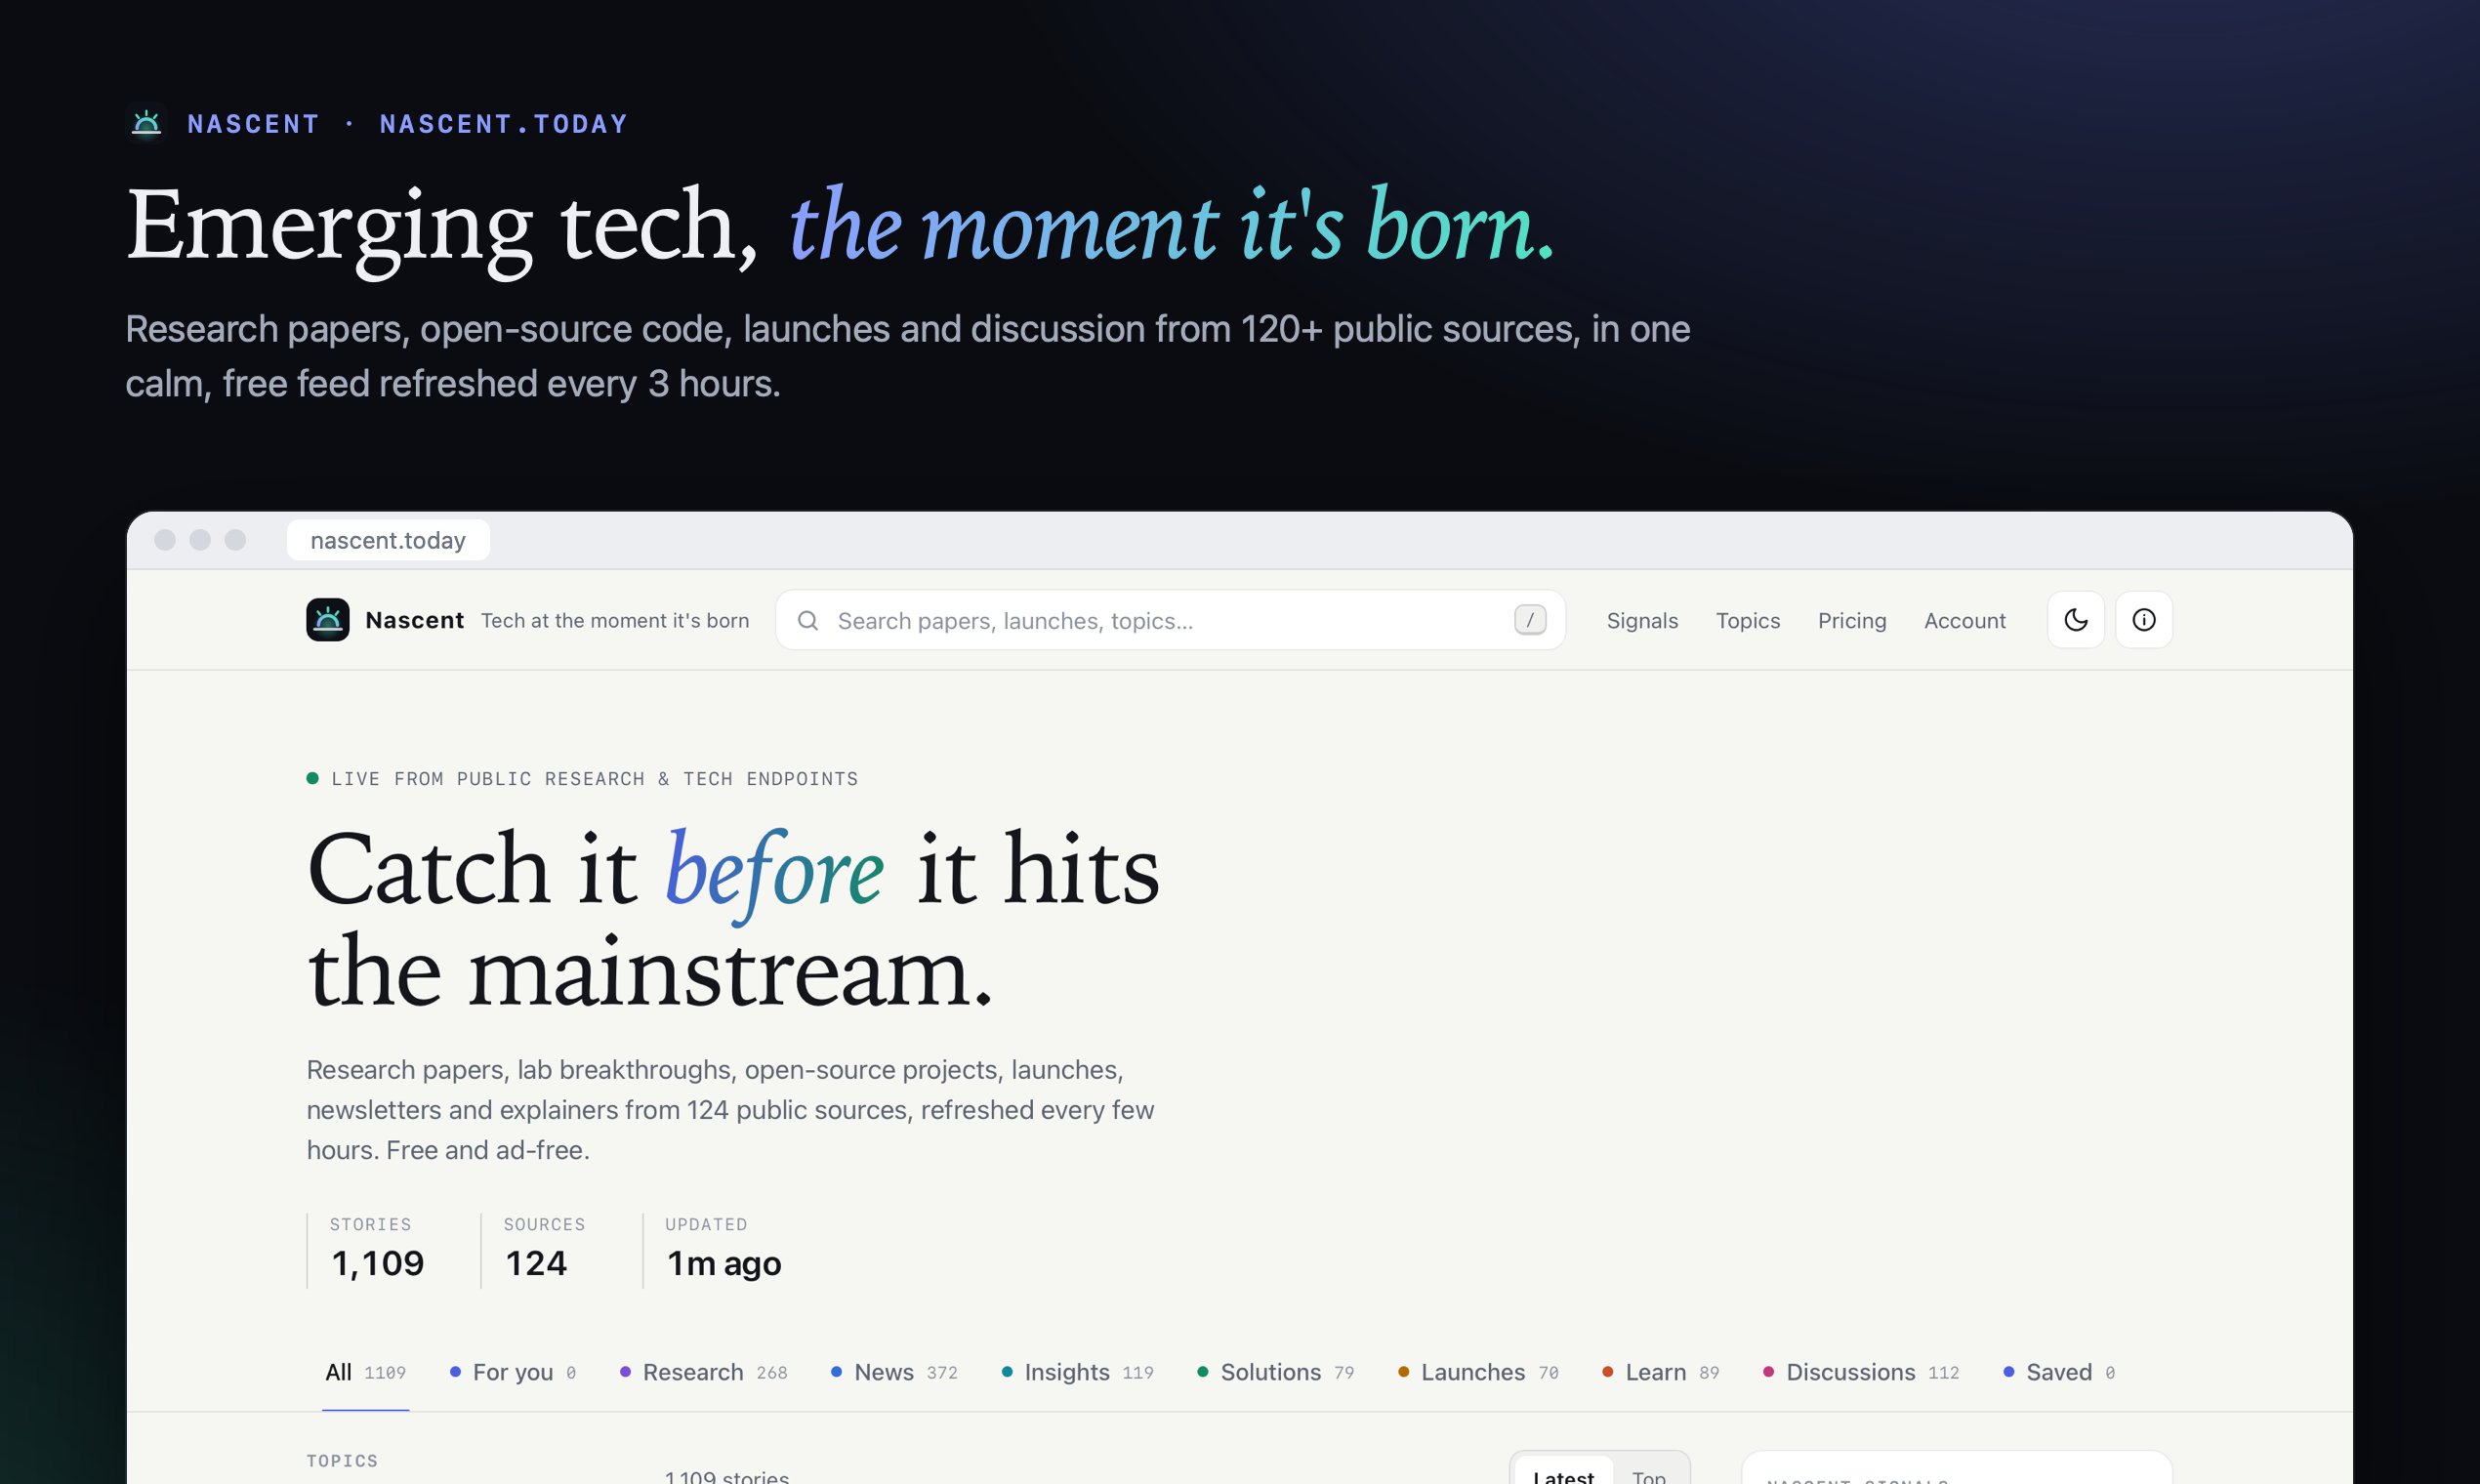 NASCENT · NASCENT.TODAY
Emerging tech, the moment it's born.
Research papers, open-source code, launches and discussion from 120+ public sources, in one
calm, free feed refreshed every 3 hours.
nascent.today
Nascent Tech at the moment it's born
Search papers, launches, topics...
/
Signals Topics Pricing Account
LIVE FROM PUBLIC RESEARCH & TECH ENDPOINTS
Catch it before it hits
the mainstream.
Research papers, lab breakthroughs, open-source projects, launches,
newsletters and explainers from 124 public sources, refreshed every few
hours. Free and ad-free.
STORIES SOURCES UPDATED
1,109 124 1m ago
All 1109 For you 0 Research 268 News 372 Insights 119 Solutions 79 Launches 70 Learn 89 Discussions 112 Saved 0
TOPICS
1,109 stories
Latest Top
NASCENT SIGNALS